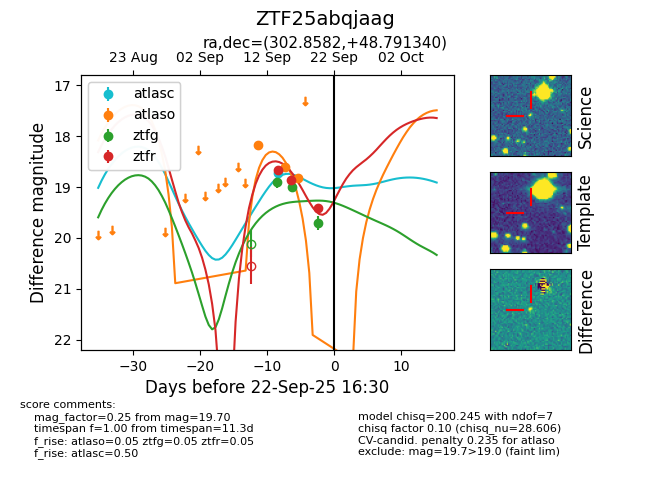 ZTF25abqjaag
ra,dec=(302.8582,+48.791340)
23 Aug 02 Sep 12 Sep 22 Sep 02 Oct
17
18
19
20
21
22
Difference magnitude
atlasc
atlaso
ztfg
ztfr
−30 −20 −10 0 10
Days before 22-Sep-25 16:30
Science
Template
Difference
score comments:
mag_factor=0.25 from mag=19.70
timespan f=1.00 from timespan=11.3d
f_rise: atlaso=0.05 ztfg=0.05 ztfr=0.05
f_rise: atlasc=0.50
model chisq=200.245 with ndof=7
chisq factor 0.10 (chisq_nu=28.606)
CV-candid. penalty 0.235 for atlaso
exclude: mag=19.7>19.0 (faint lim)